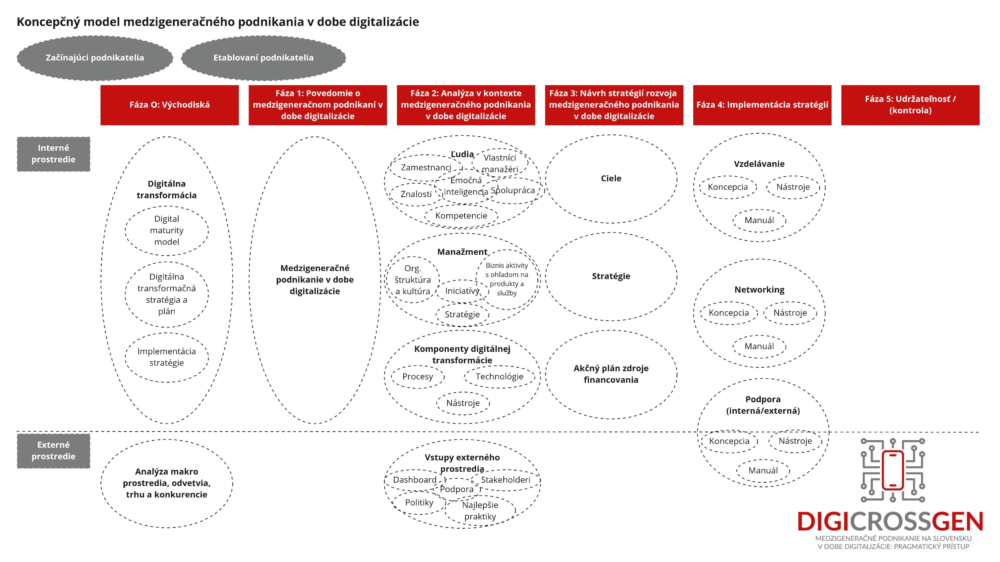 Koncepčný model medzigeneračného podnikania v dobe digitalizácie
Začínajúci podnikatelia
Etablovaní podnikatelia
Fáza O: Východiská
Fáza 1: Povedomie o
medzigeneračnom podnikaní v
dobe digitalizácie
Fáza 2: Analýza v kontexte
medzigeneračného podnikania
v dobe digitalizácie
Fáza 3: Návrh stratégií rozvoja
medzigeneračného podnikania
v dobe digitalizácie
Fáza 4: Implementácia stratégií
Fáza 5: Udržateľnosť /
(kontrola)
Interné
prostredie
Digitálna
transformácia
Digital
maturity
model
Digitálna
transformačná
stratégia a
plán
Implementácia
stratégie
Medzigeneračné
podnikanie v dobe
digitalizácie
Ľudia
Zamestnanci
Vlastníci
manažéri
Emočná
inteligencia
Znalosti
Spolupráca
Kompetencie
Manažment
Org.
štruktúra
a kultúra
Iniciatívy
Biznis aktivity
s ohľadom na
produkty a
služby
Stratégie
Komponenty digitálnej
transformácie
Procesy
Technológie
Nástroje
Ciele
Stratégie
Akčný plán zdroje
financovania
Vzdelávanie
Koncepcia
Nástroje
Manuál
Networking
Koncepcia
Nástroje
Manuál
Podpora
(interná/externá)
Koncepcia
Nástroje
Manuál
Externé
prostredie
Analýza makro
prostredia, odvetvia,
trhu a konkurencie
Vstupy externého
prostredia
Dashboard
Stakeholderi
Podpora
Politiky
Najlepšie
praktiky
DIGICROSSGEN
MEDZIGENERAČNÉ PODNIKANIE NA SLOVENSKU
V DOBE DIGITALIZÁCIE: PRAGMATICKÝ PRÍSTUP